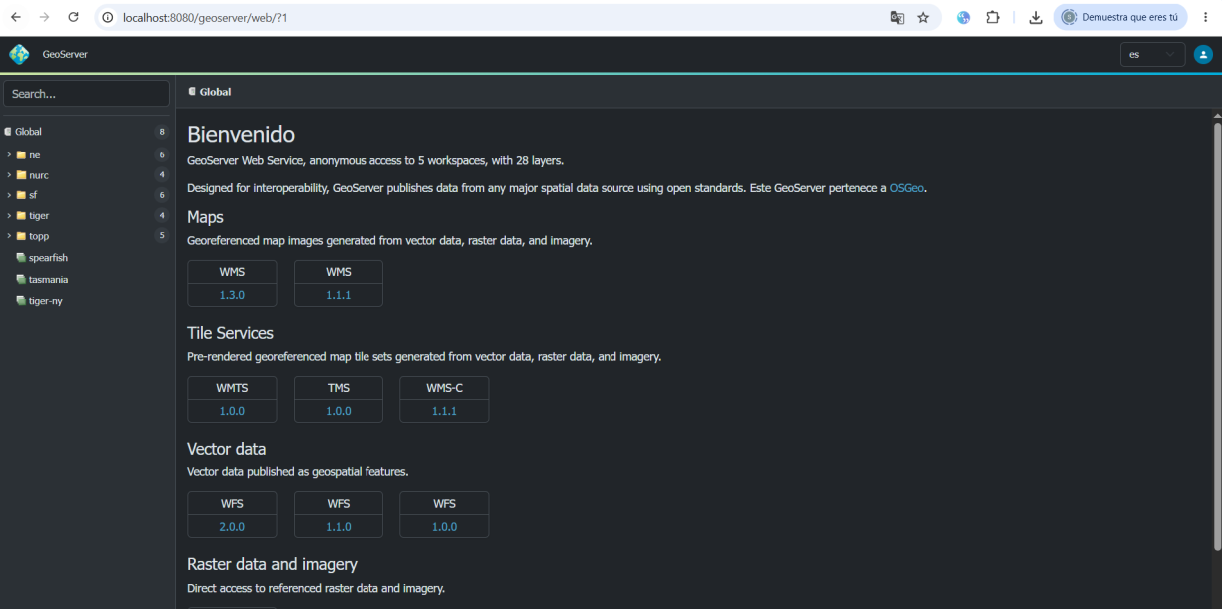 localhost:8080/geoserver/web/?1
Demuestra que eres tú
GeoServer
es
Search...
Global
Global 8
ne 6
nurc 4
sf 6
tiger 4
topp 5
spearfish
tasmania
tiger-ny
Bienvenido
GeoServer Web Service, anonymous access to 5 workspaces, with 28 layers.
Designed for interoperability, GeoServer publishes data from any major spatial data source using open standards. Este GeoServer pertenece a OSGeo.
Maps
Georeferenced map images generated from vector data, raster data, and imagery.
WMS WMS
1.3.0 1.1.1
Tile Services
Pre-rendered georeferenced map tile sets generated from vector data, raster data, and imagery.
WMTS TMS WMS-C
1.0.0 1.0.0 1.1.1
Vector data
Vector data published as geospatial features.
WFS WFS WFS
2.0.0 1.1.0 1.0.0
Raster data and imagery
Direct access to referenced raster data and imagery.